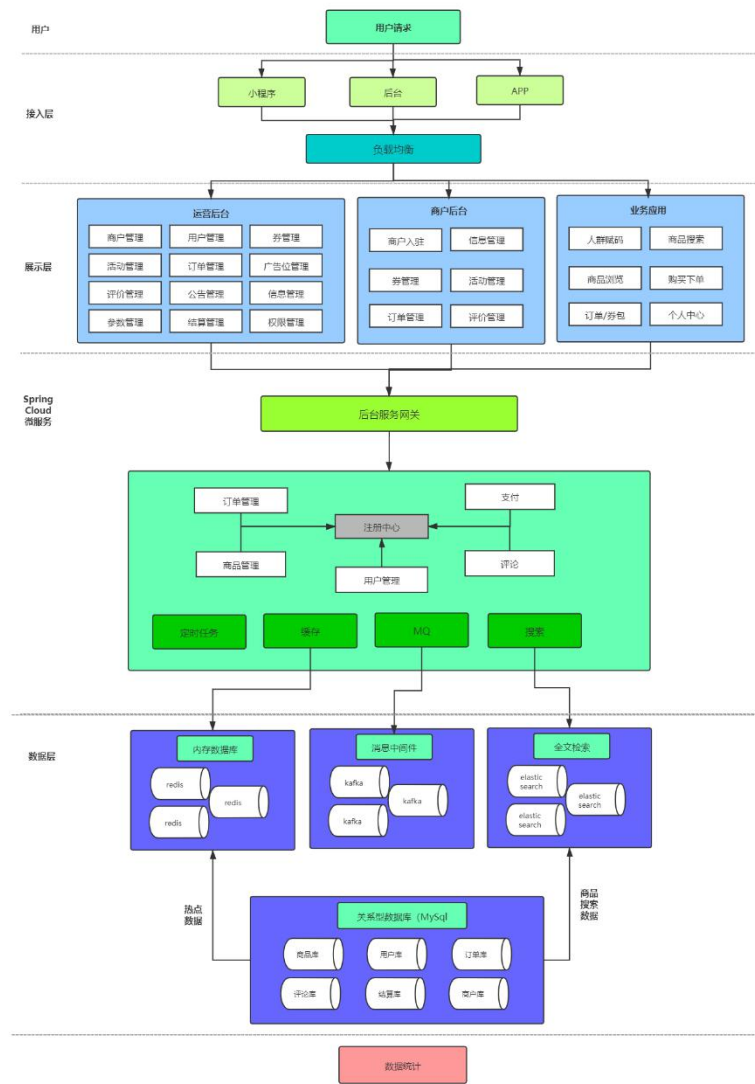 用户
用户请求
小程序
后台
APP
接入层
负载均衡
运营后台
商户管理
用户管理
券管理
活动管理
订单管理
广告位管理
评价管理
公告管理
信息管理
参数管理
结算管理
权限管理
商户后台
商户入驻
信息管理
券管理
活动管理
订单管理
评价管理
业务应用
人群赋码
商品搜索
商品浏览
购买下单
订单/券包
个人中心
展示层
Spring
Cloud
微服务
后台服务网关
订单管理
支付
注册中心
商品管理
用户管理
评论
定时任务
缓存
MQ
搜索
数据层
内存数据库
redis
redis
redis
消息中间件
kafka
kafka
kafka
全文检索
elastic
search
elastic
search
elastic
search
热点
数据
商品
搜索
数据
关系型数据库（MySql
商品库
用户库
订单库
评论库
结算库
商户库
数据统计